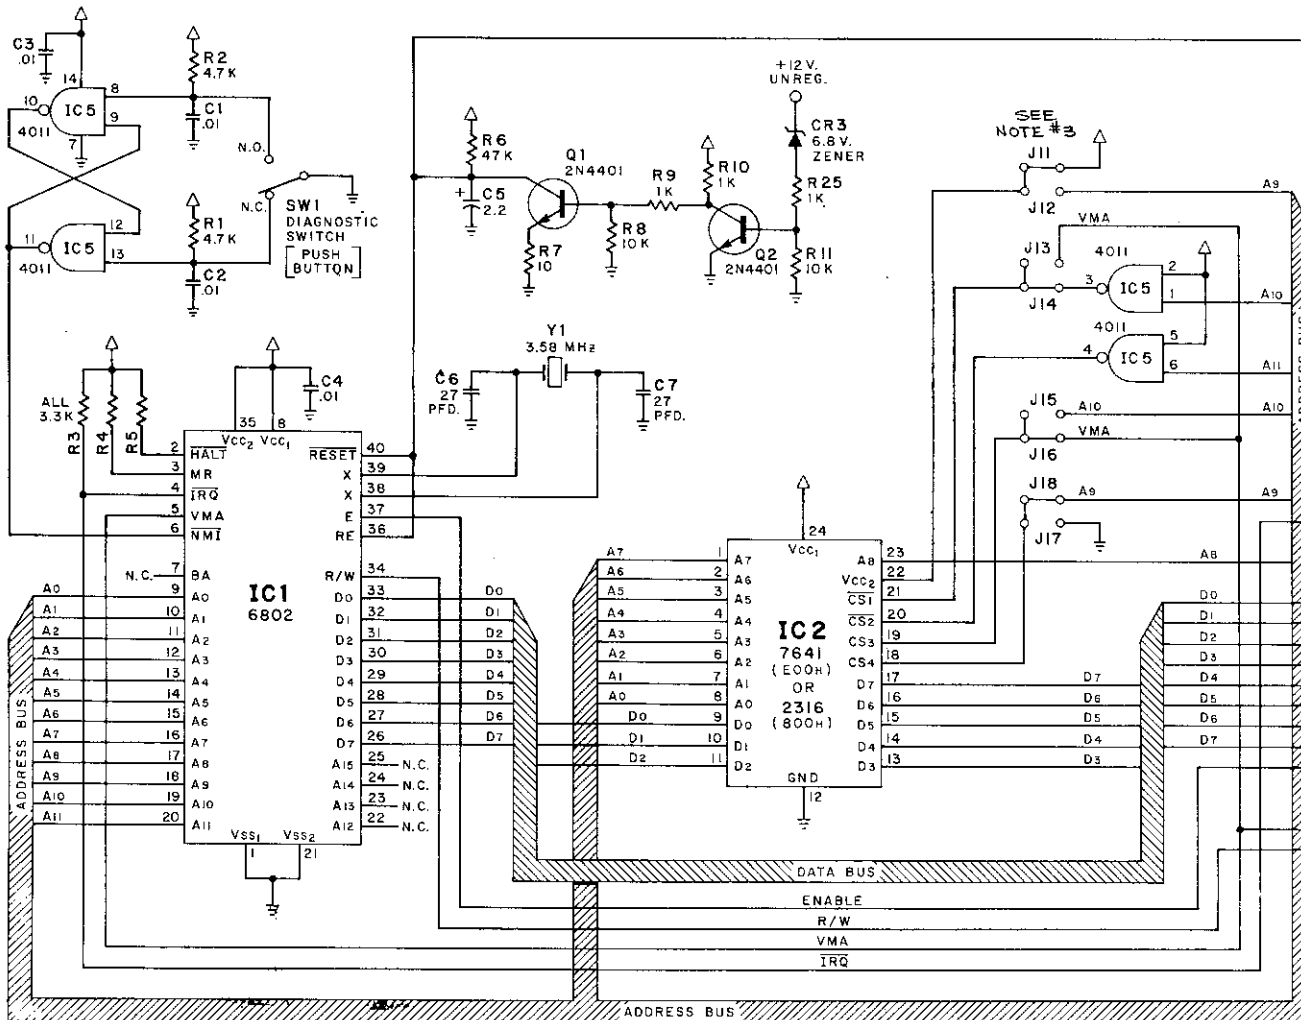 C3
.01
14
10
IC5
4011
7
8
9
R2
4.7K
C1
.01
N.O.
N.C.
SW1
DIAGNOSTIC
SWITCH
[PUSH
BUTTON]
R1
4.7K
C2
.01
11
IC5
4011
12
13
R6
47K
+
C5
2.2
Q1
2N4401
R7
10
R8
10K
R9
1K
R10
1K
Q2
2N4401
+12V.
UNREG.
CR3
6.8V.
ZENER
R25
1K
R11
10K
SEE
NOTE #3
J11
J12
A9
VMA
J13
J14
4011
3
IC5
2
1
A10
4011
4
IC5
5
6
A11
J15
A10
A10
J16
VMA
J18
A9
A9
J17
Y1
3.58 MHz
C6
27
PFD.
C7
27
PFD.
ALL
3.3K
R3
R4
R5
C4
.01
35
8
VCC2
VCC1
2
HALT
3
MR
4
IRQ
5
VMA
6
NMI
N.C.
7
BA
A0
9
A0
A1
10
A1
A2
11
A2
A3
12
A3
A4
13
A4
A5
14
A5
A6
15
A6
A7
16
A7
A8
17
A8
A9
18
A9
A10
19
A10
A11
20
A11
IC1
6802
RESET
40
X
39
X
38
E
37
RE
36
R/W
34
D0
33
D0
D1
32
D1
D2
31
D2
D3
30
D3
D4
29
D4
D5
28
D5
D6
27
D6
D7
26
D7
A15
25
N.C.
A14
24
N.C.
A13
23
N.C.
A12
22
N.C.
VSS1
VSS2
1
21
24
VCC1
A7
1
A7
A6
2
A6
A5
3
A5
A4
4
A4
A3
5
A3
A2
6
A2
A1
7
A1
A0
8
A0
D0
9
D0
D1
10
D1
D2
11
D2
IC2
7641
(E00H)
OR
2316
(800H)
A8
23
A8
VCC2
22
CS1
21
CS2
20
CS3
19
CS4
18
D7
17
D7
D6
16
D6
D5
15
D5
D4
14
D4
D3
13
D3
GND
12
D0
D1
D2
D3
D4
D5
D6
D7
DATA BUS
ENABLE
R/W
VMA
IRQ
ADDRESS BUS
ADDRESS BUS
ADDRESS BUS